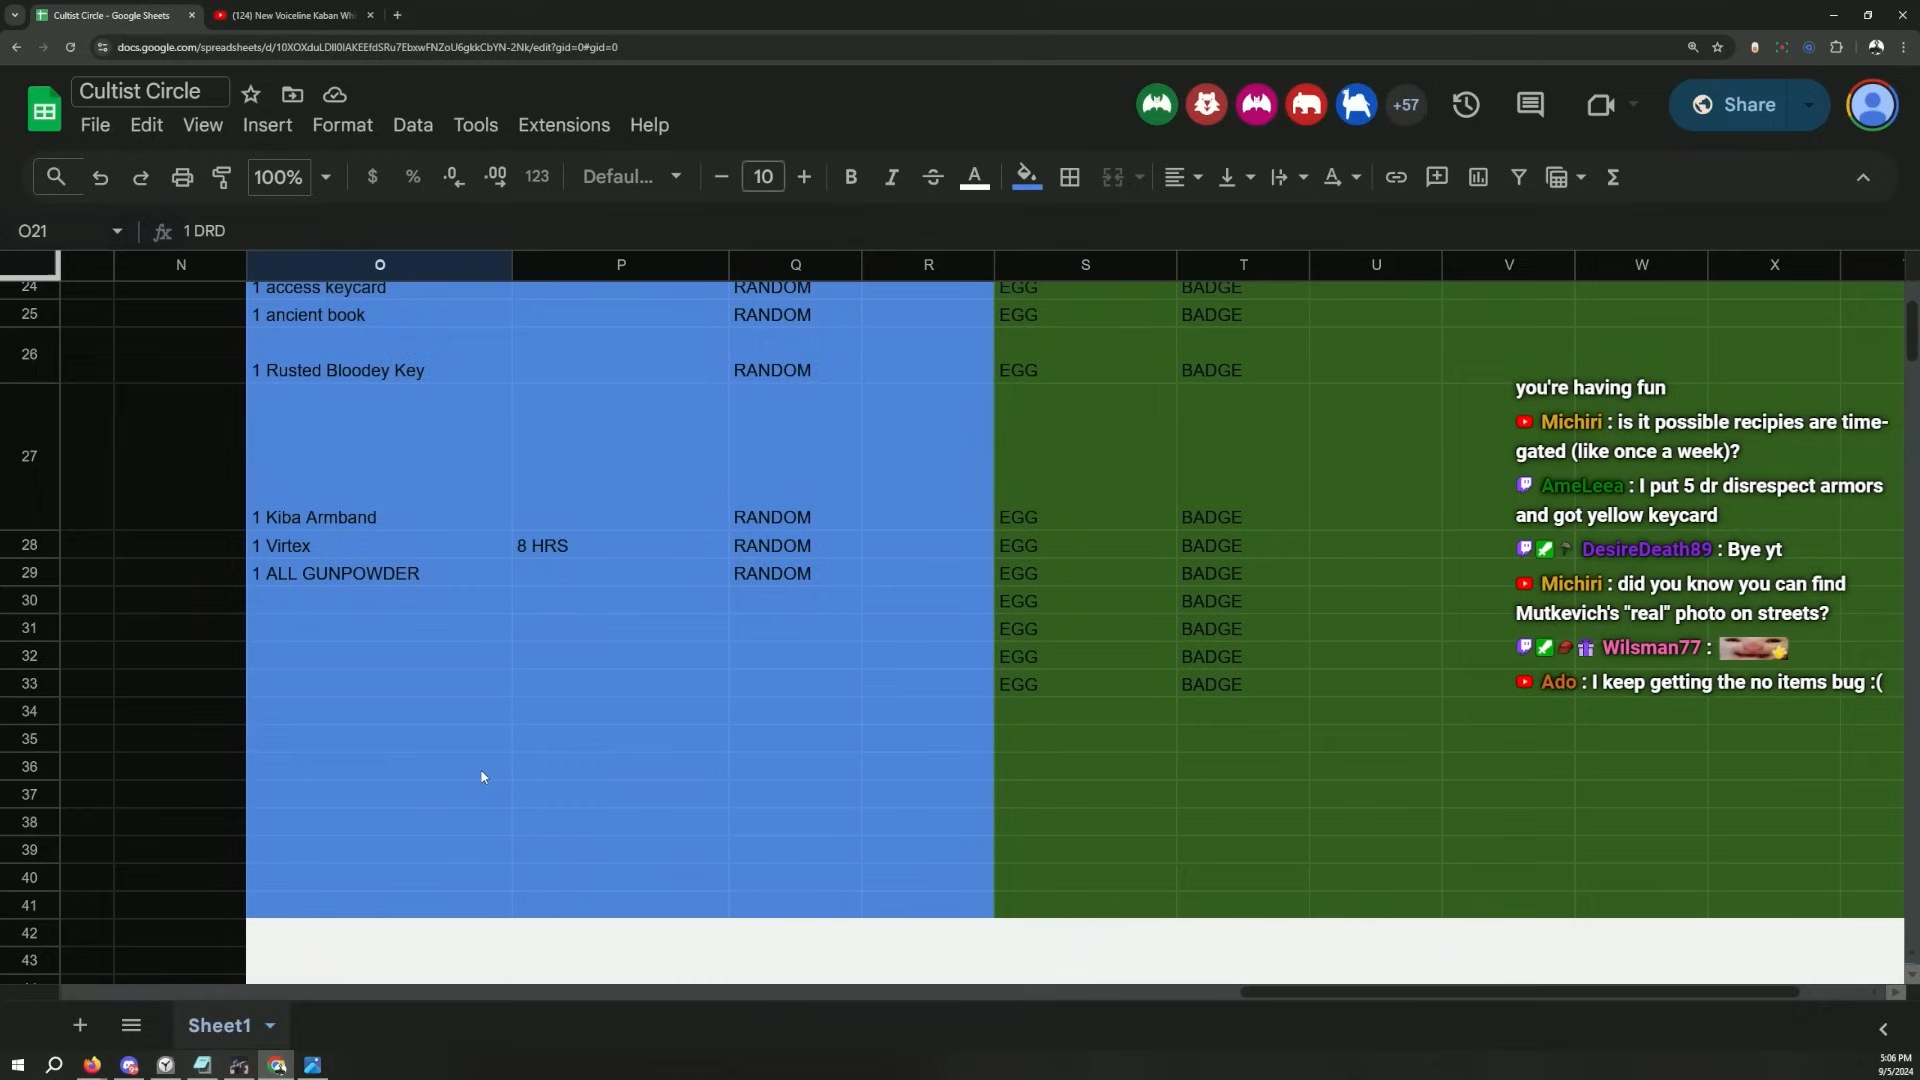 Cultist Circle - Google Sheets
(124) New Voiceline Kaban Whi
docs.google.com/spreadsheets/d/10XOXduLDlI0IAKEEfdSRu7EbxwFNZoU6gkkCbYN-2Nk/edit?gid=0#gid=0
Cultist Circle
+57
Share
File Edit View Insert Format Data Tools Extensions Help
100% $ % .0 .00 123 Defaul... 10 B I A Σ
O21 fx 1 DRD
N O P Q R S T U V W X
24 1 access keycard RANDOM EGG BADGE
25 1 ancient book RANDOM EGG BADGE
26 1 Rusted Bloodey Key RANDOM EGG BADGE
27 1 Kiba Armband RANDOM EGG BADGE
28 1 Virtex 8 HRS RANDOM EGG BADGE
29 1 ALL GUNPOWDER RANDOM EGG BADGE
30 EGG BADGE
31 EGG BADGE
32 EGG BADGE
33 EGG BADGE
34
35
36
37
38
39
40
41
42
43
you're having fun
Michiri : is it possible recipies are time-
gated (like once a week)?
AmeLeea : I put 5 dr disrespect armors
and got yellow keycard
DesireDeath89 : Bye yt
Michiri : did you know you can find
Mutkevich's "real" photo on streets?
Wilsman77 :
Ado : I keep getting the no items bug :(
Sheet1
5:06 PM
9/5/2024